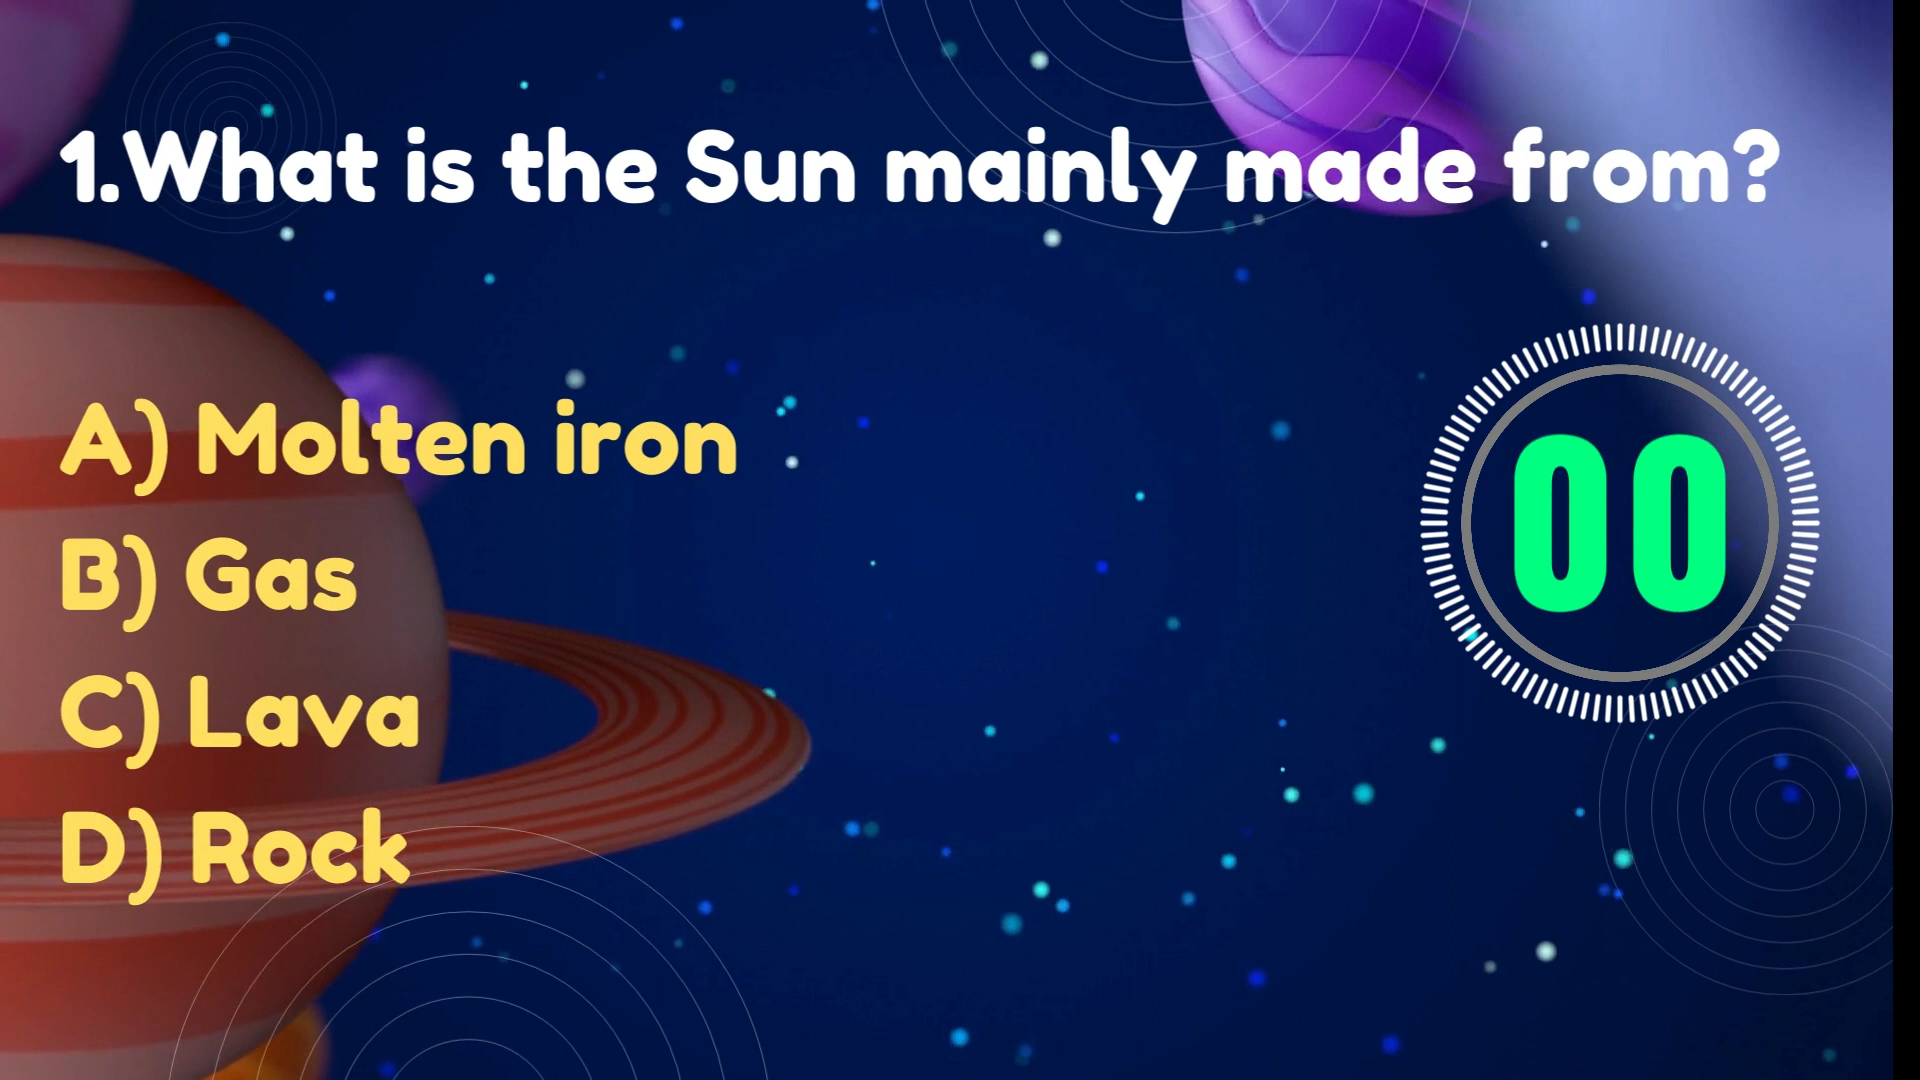 1.What is the Sun mainly made from?
A) Molten iron
B) Gas
C) Lava
D) Rock
00